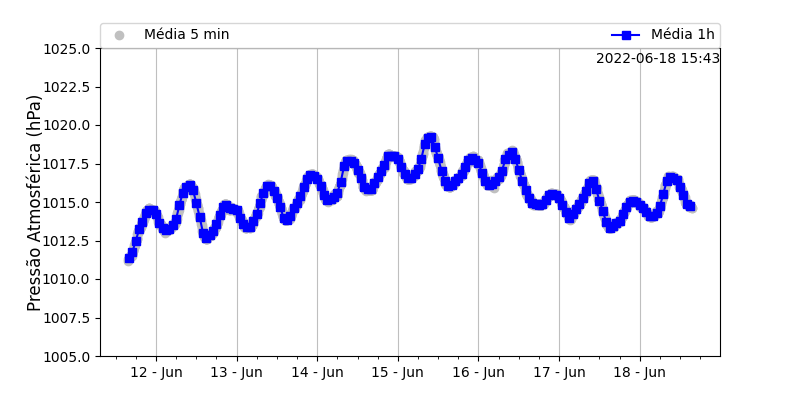 Média 5 min
Média 1h
2022-06-18 15:43
Pressão Atmosférica (hPa)
1025.0
1022.5
1020.0
1017.5
1015.0
1012.5
1010.0
1007.5
1005.0
12 - Jun
13 - Jun
14 - Jun
15 - Jun
16 - Jun
17 - Jun
18 - Jun